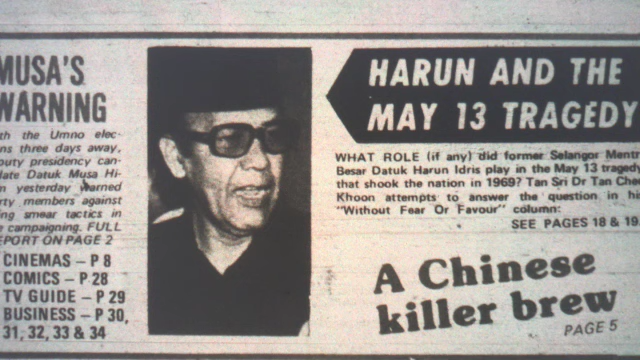 MUSA'S
WARNING
th the Umno elec-
ns three days away,
puty presidency can-
date Datuk Musa Hi-
n yesterday warned
rty members against
ing smear tactics in
e campaigning. FULL
EPORT ON PAGE 2
CINEMAS – P 8
COMICS – P 28
TV GUIDE – P 29
BUSINESS – P 30,
31, 32, 33 & 34
HARUN AND THE
MAY 13 TRAGEDY
WHAT ROLE (if any) did former Selangor Mentr
Besar Datuk Harun Idris play in the May 13 tragedy
that shook the nation in 1969? Tan Sri Dr Tan Chee
Khoon attempts to answer the question in hi
"Without Fear Or Favour" column:
SEE PAGES 18 & 19.
A Chinese
killer brew
PAGE 5